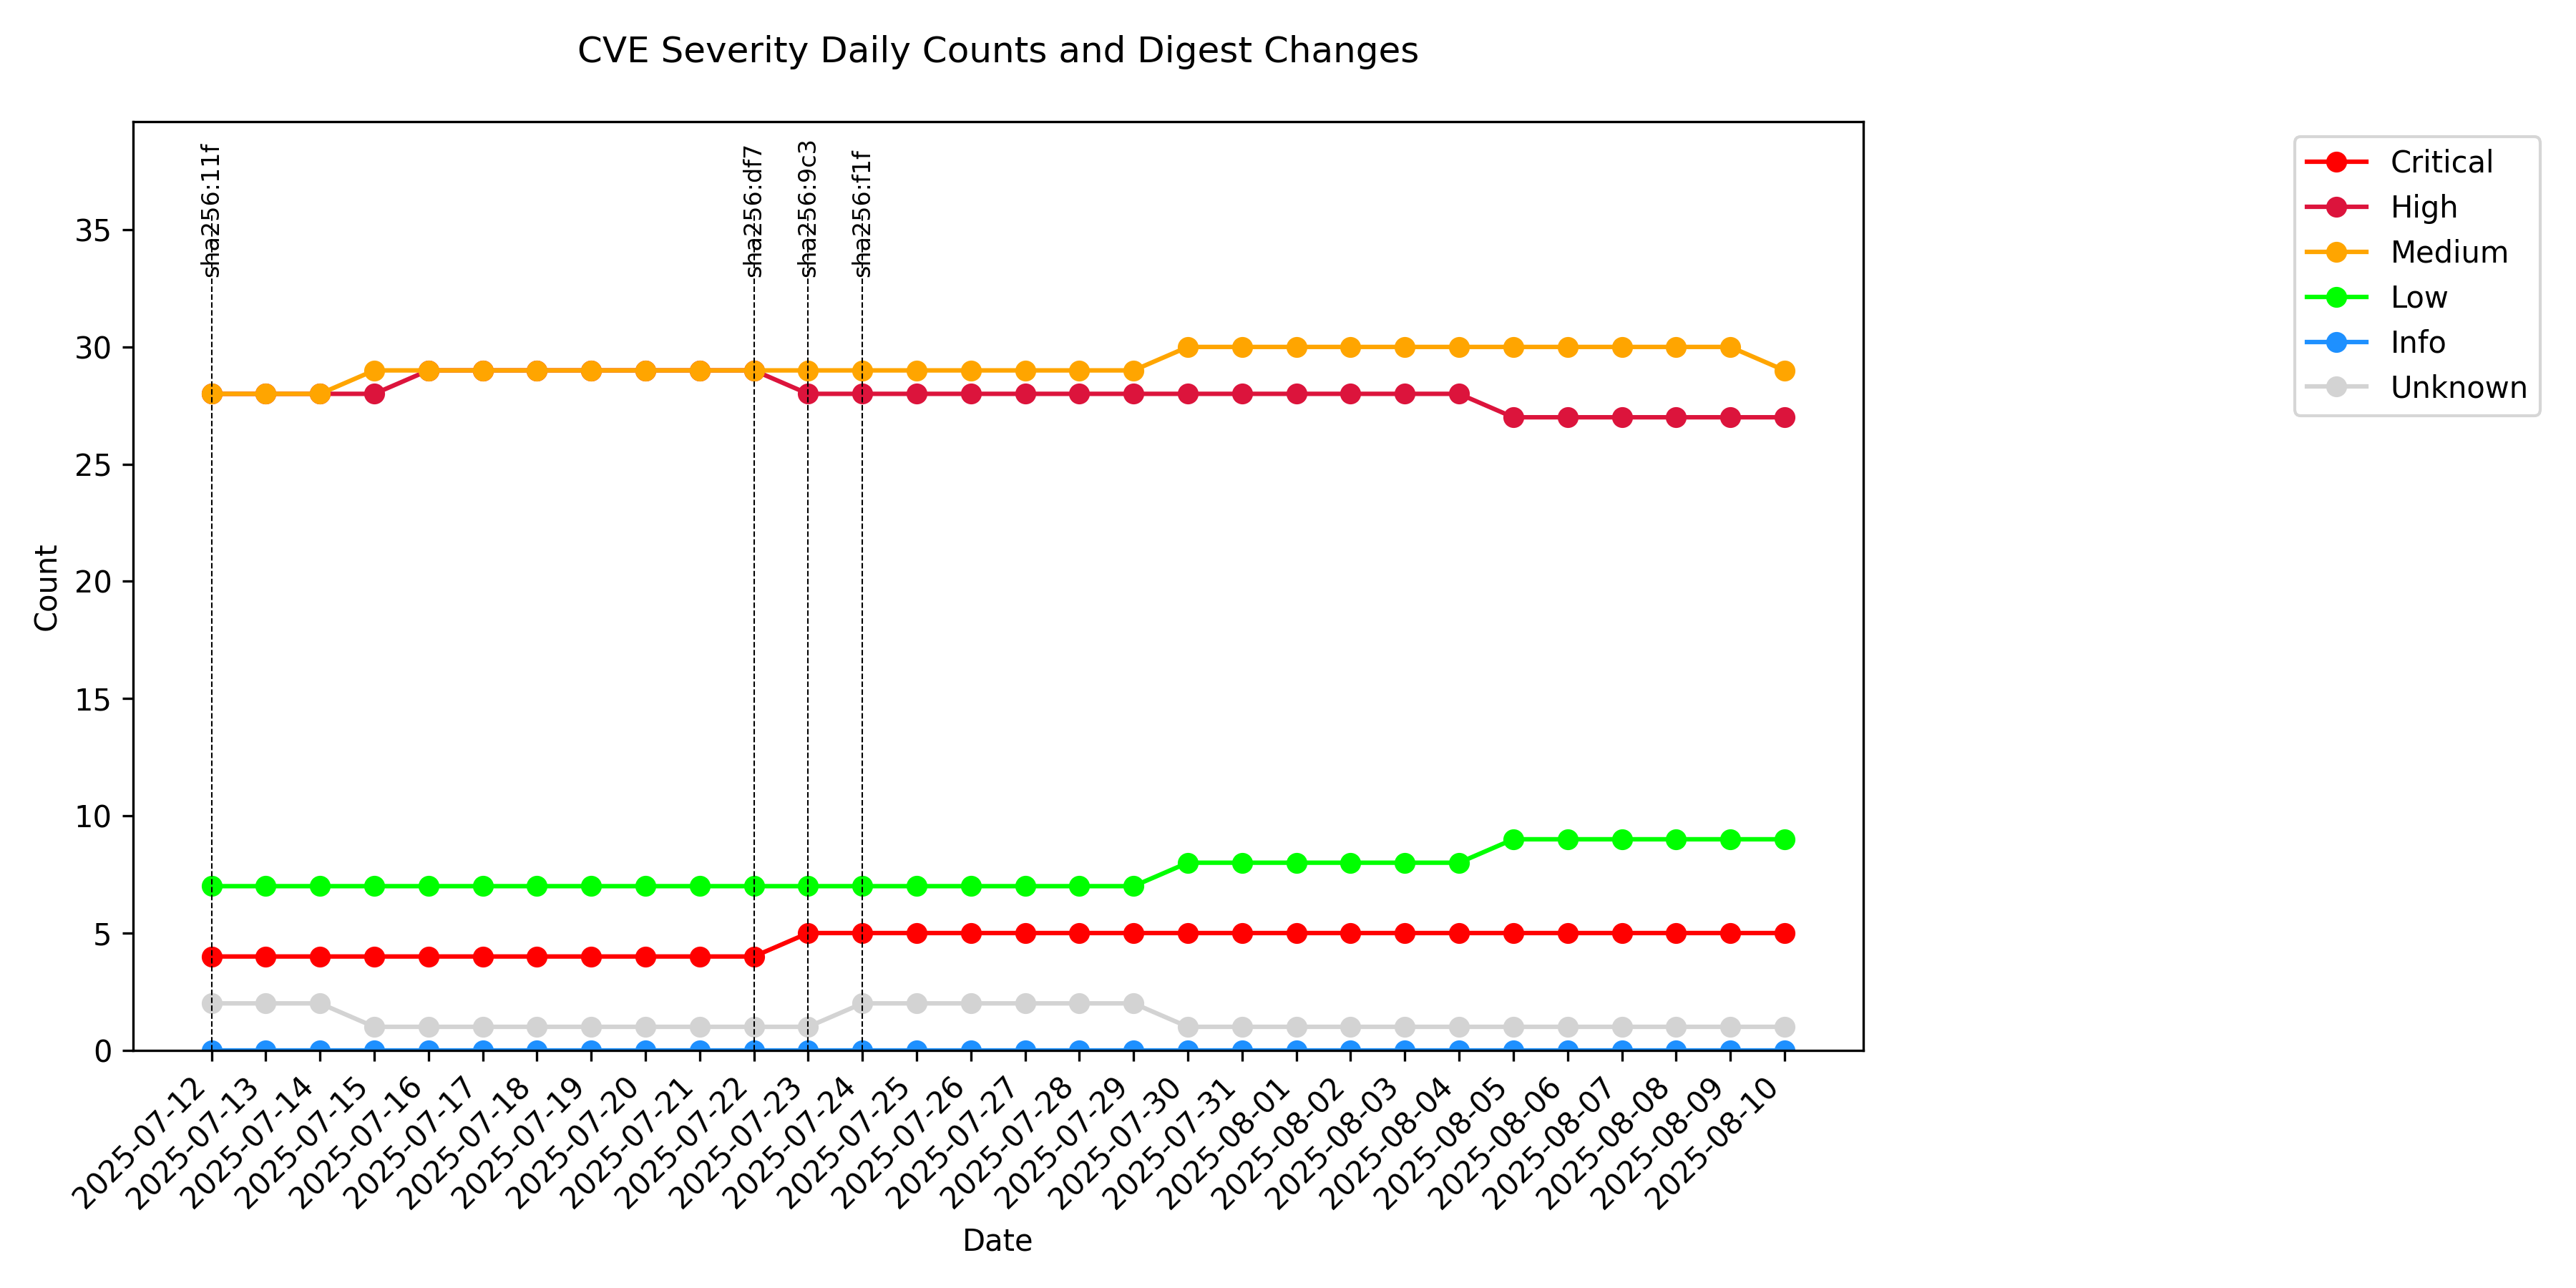 CVE Severity Daily Counts and Digest Changes
sha256:11f
sha256:df7
sha256:9c3
sha256:f1f
Critical
High
Medium
Low
Info
Unknown
Count
35
30
25
20
15
10
5
0
2025-07-12
2025-07-13
2025-07-14
2025-07-15
2025-07-16
2025-07-17
2025-07-18
2025-07-19
2025-07-20
2025-07-21
2025-07-22
2025-07-23
2025-07-24
2025-07-25
2025-07-26
2025-07-27
2025-07-28
2025-07-29
2025-07-30
2025-07-31
2025-08-01
2025-08-02
2025-08-03
2025-08-04
2025-08-05
2025-08-06
2025-08-07
2025-08-08
2025-08-09
2025-08-10
Date